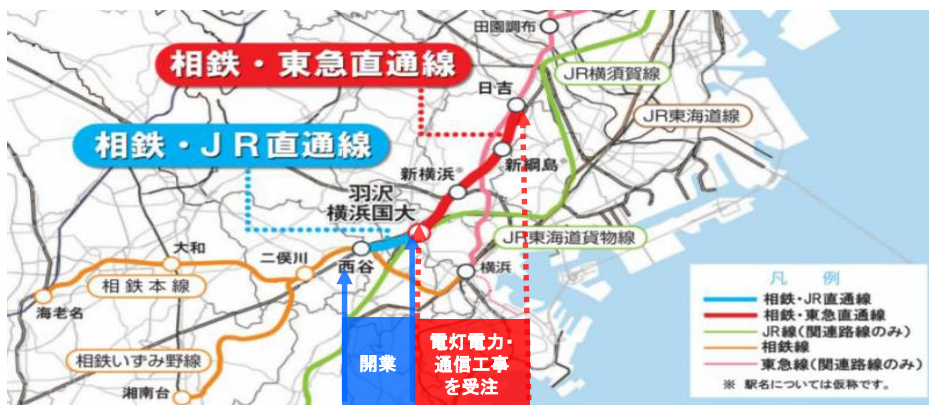 田園調布
相鉄・東急直通線
JR横須賀線
日吉
JR東海道線
相鉄・JR直通線
新横浜※
新綱島※
羽沢
横浜国大
JR東海道貨物線
大和
二俣川
西谷
横浜
相鉄本線
海老名
相鉄いずみ野線
湘南台
開業
電灯電力・
通信工事
を受注
凡 例
相鉄・JR直通線
相鉄・東急直通線
JR線(関連路線のみ)
相鉄線
東急線(関連路線のみ)
※ 駅名については仮称です。